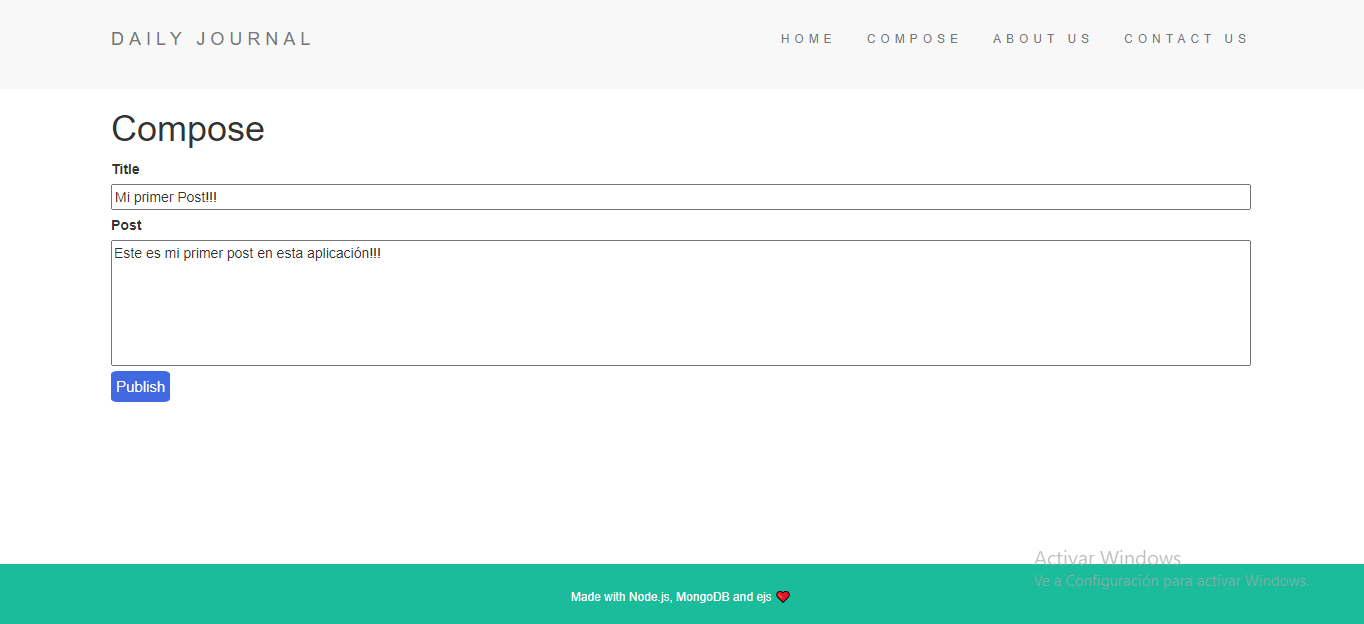 DAILY JOURNAL
HOME COMPOSE ABOUT US CONTACT US
Compose
Title
Mi primer Post!!!
Post
Este es mi primer post en esta aplicación!!!
Publish
Activar Windows
Ve a Configuración para activar Windows.
Made with Node.js, MongoDB and ejs ❤